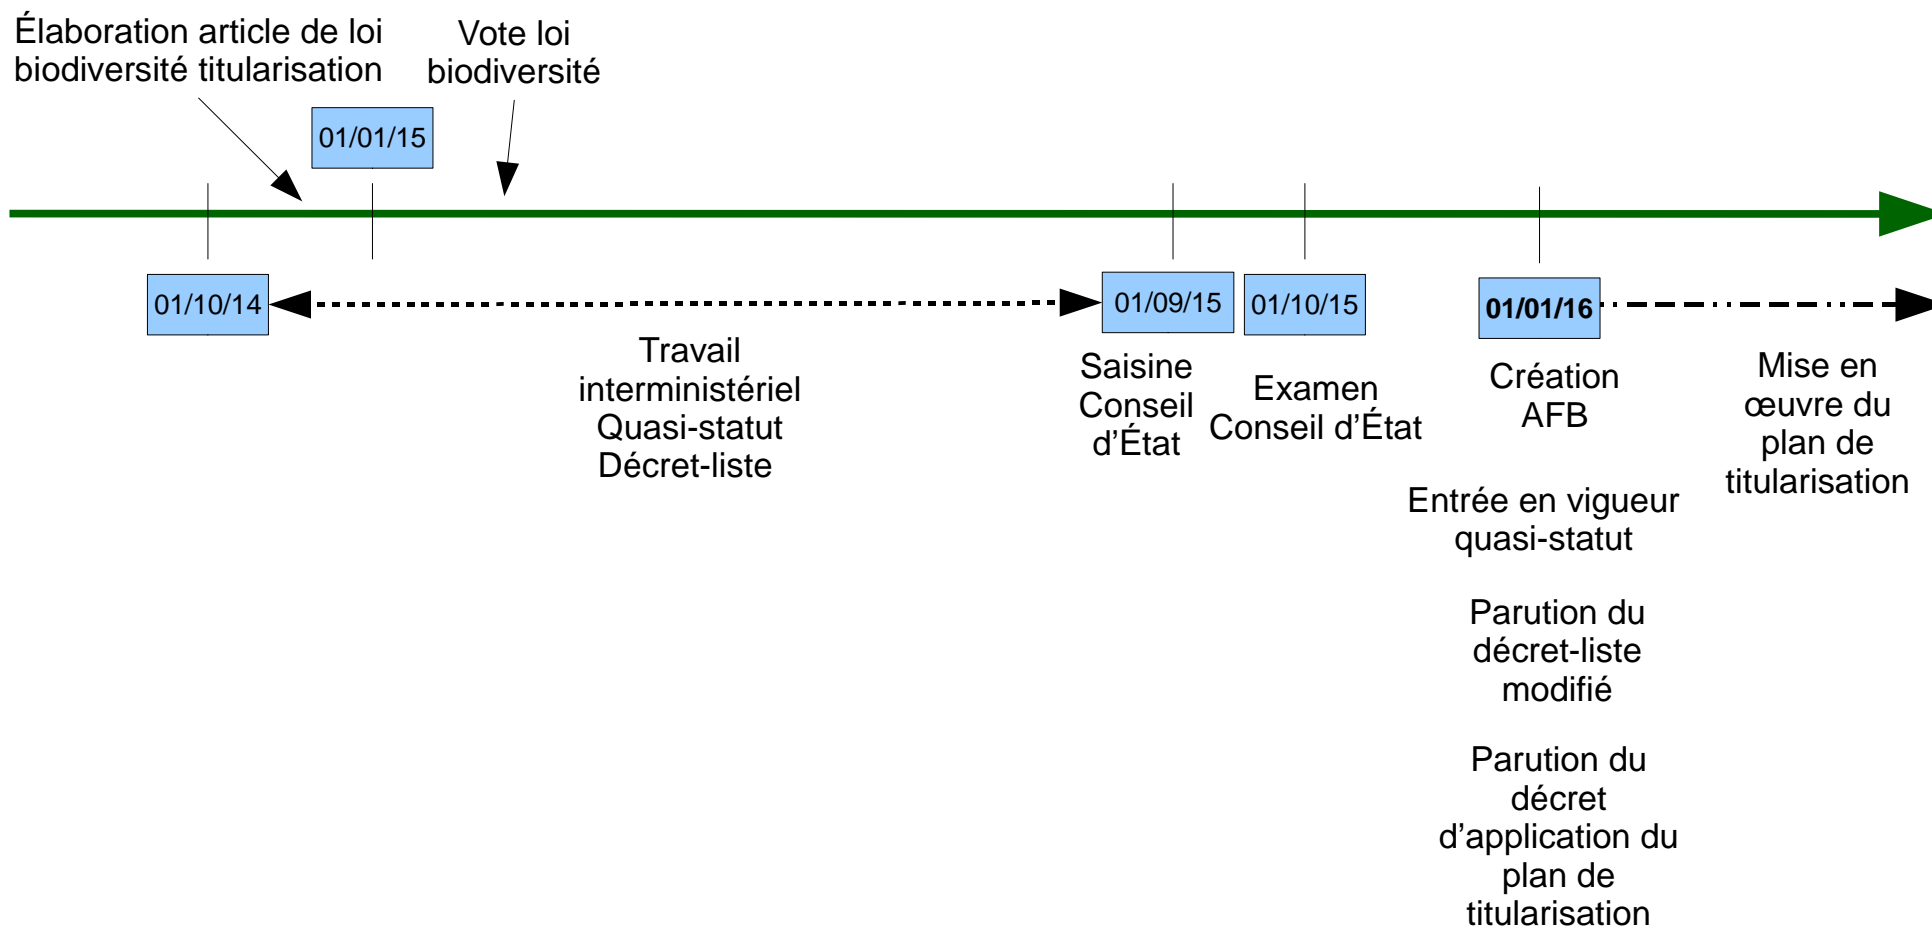 Élaboration article de loi
biodiversité titularisation
Vote loi
biodiversité
01/01/15
01/10/14
01/09/15
01/10/15
01/01/16
Travail
interministériel
Quasi-statut
Décret-liste
Saisine
Conseil
d'État
Examen
Conseil d'État
Création
AFB
Mise en
œuvre du
plan de
titularisation
Entrée en vigueur
quasi-statut
Parution du
décret-liste
modifié
Parution du
décret
d'application du
plan de
titularisation